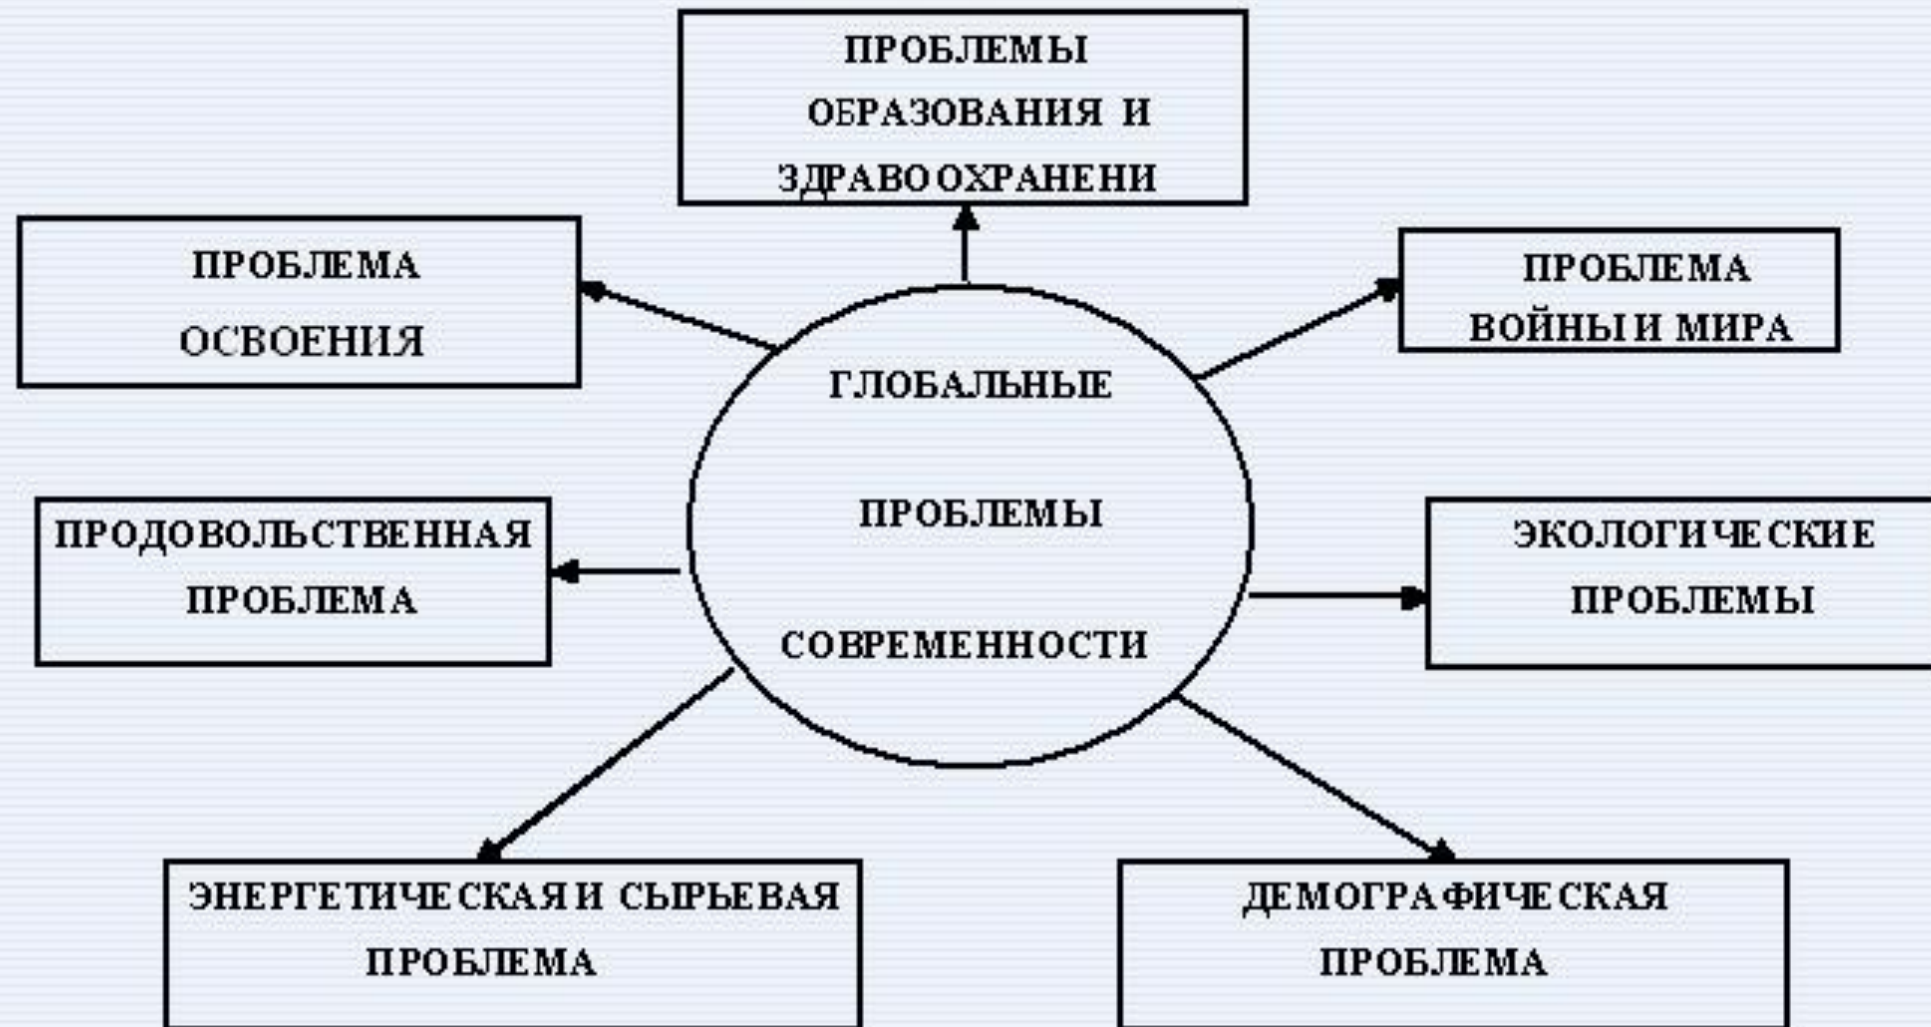 ПРОБЛЕМЫ
ОБРАЗОВАНИЯ И
ЗДРАВООХРАНЕНИ
ПРОБЛЕМА
ОСВОЕНИЯ
ПРОБЛЕМА
ВОЙНЫ И МИРА
ГЛОБАЛЬНЫЕ
ПРОБЛЕМЫ
СОВРЕМЕННОСТИ
ПРОДОВОЛЬСТВЕННАЯ
ПРОБЛЕМА
ЭКОЛОГИЧЕСКИЕ
ПРОБЛЕМЫ
ЭНЕРГЕТИЧЕСКАЯ И СЫРЬЕВАЯ
ПРОБЛЕМА
ДЕМОГРАФИЧЕСКАЯ
ПРОБЛЕМА